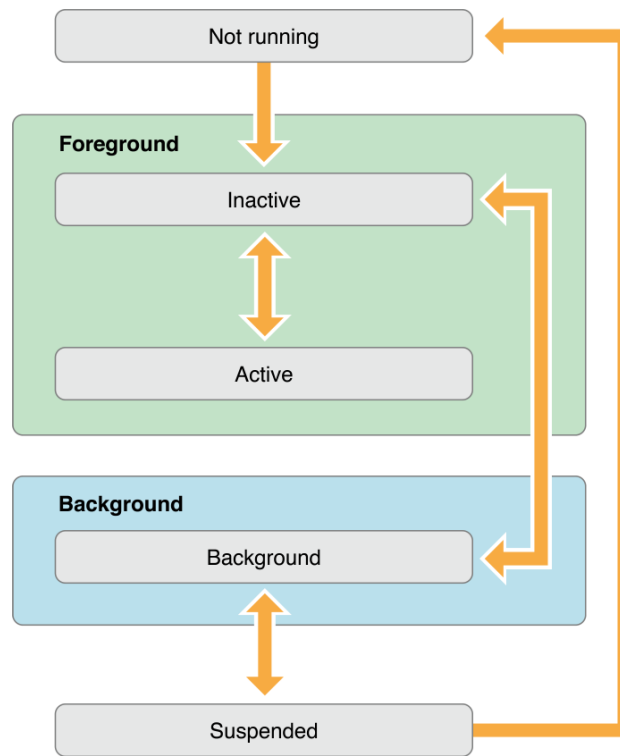 Not running
Foreground
Inactive
Active
Background
Background
Suspended